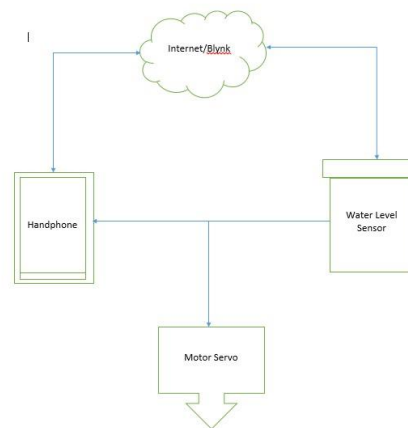 Internet/Blynk
Handphone
Water Level
Sensor
Motor Servo